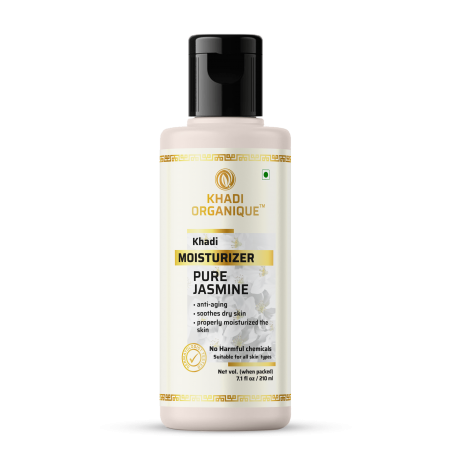 KHADI
ORGANIQUE™
Khadi
MOISTURIZER
PURE
JASMINE
• anti-aging
• soothes dry skin
• properly moisturized the
skin
No Harmful chemicals
Suitable for all skin types
Net vol. (when packed)
7.1 fl oz / 210 ml